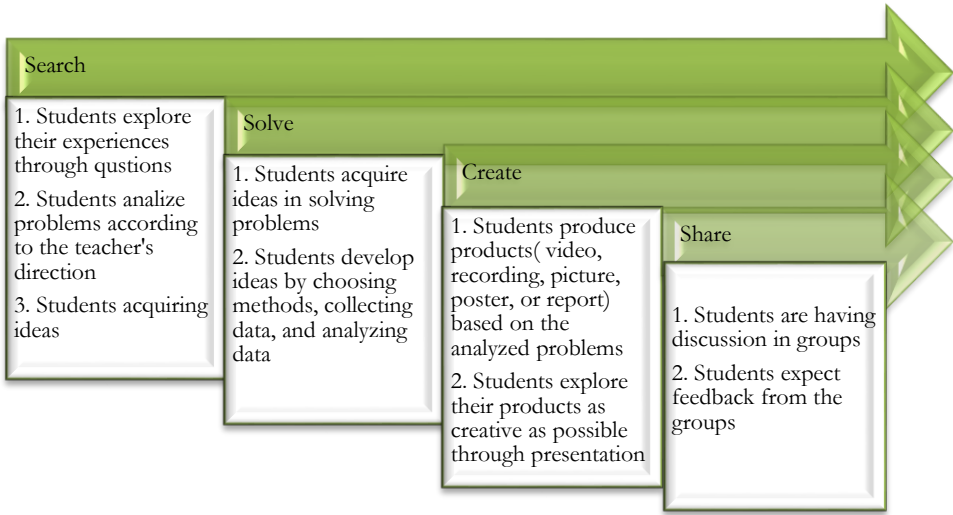 Search
1. Students explore
their experiences
through qustions
2. Students analize
problems according
to the teacher's
direction
3. Students acquiring
ideas
Solve
1. Students acquire
ideas in solving
problems
2. Students develop
ideas by choosing
methods, collecting
data, and analyzing
data
Create
1. Students produce
products( video,
recording, picture,
poster, or report)
based on the
analyzed problems
2. Students explore
their products as
creative as possible
through presentation
Share
1. Students are having
discussion in groups
2. Students expect
feedback from the
groups